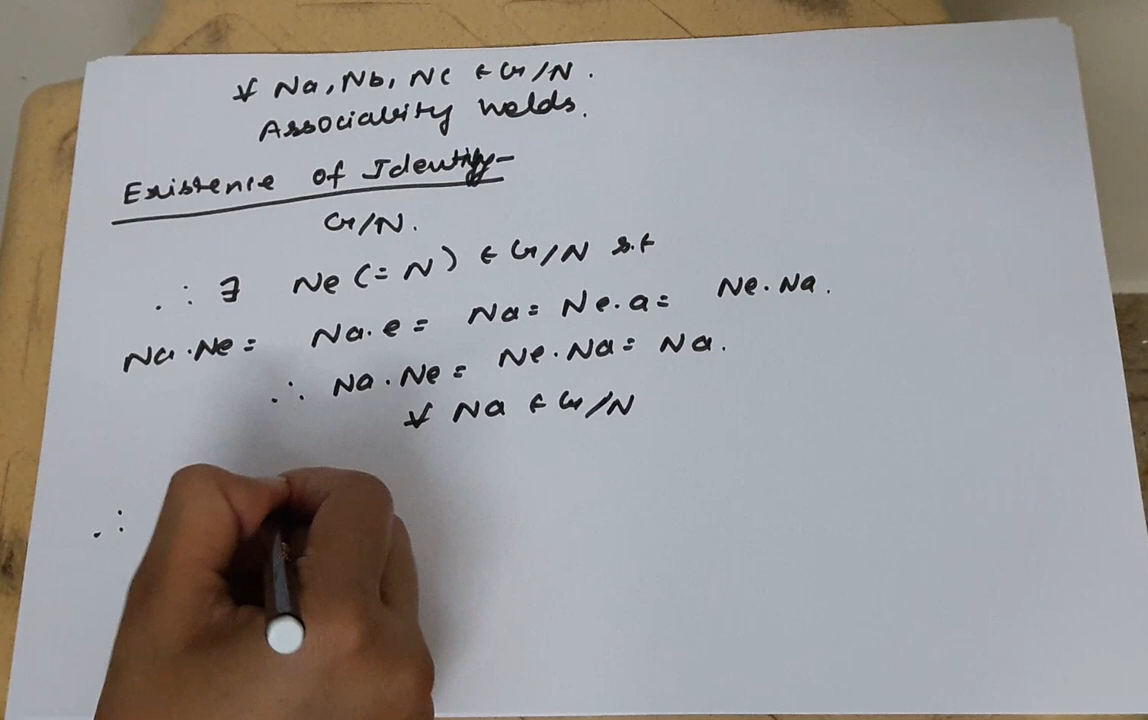 ∀ Na, Nb, Nc ∈ G/N.
Associality holds.
Existence of Identity-
G/N.
∴ ∃ Ne (= N) ∈ G/N s.t
Na.Ne = Na.e = Na = Ne.a = Ne.Na.
∴ Na.Ne = Ne.Na = Na.
∀ Na ∈ G/N
∴